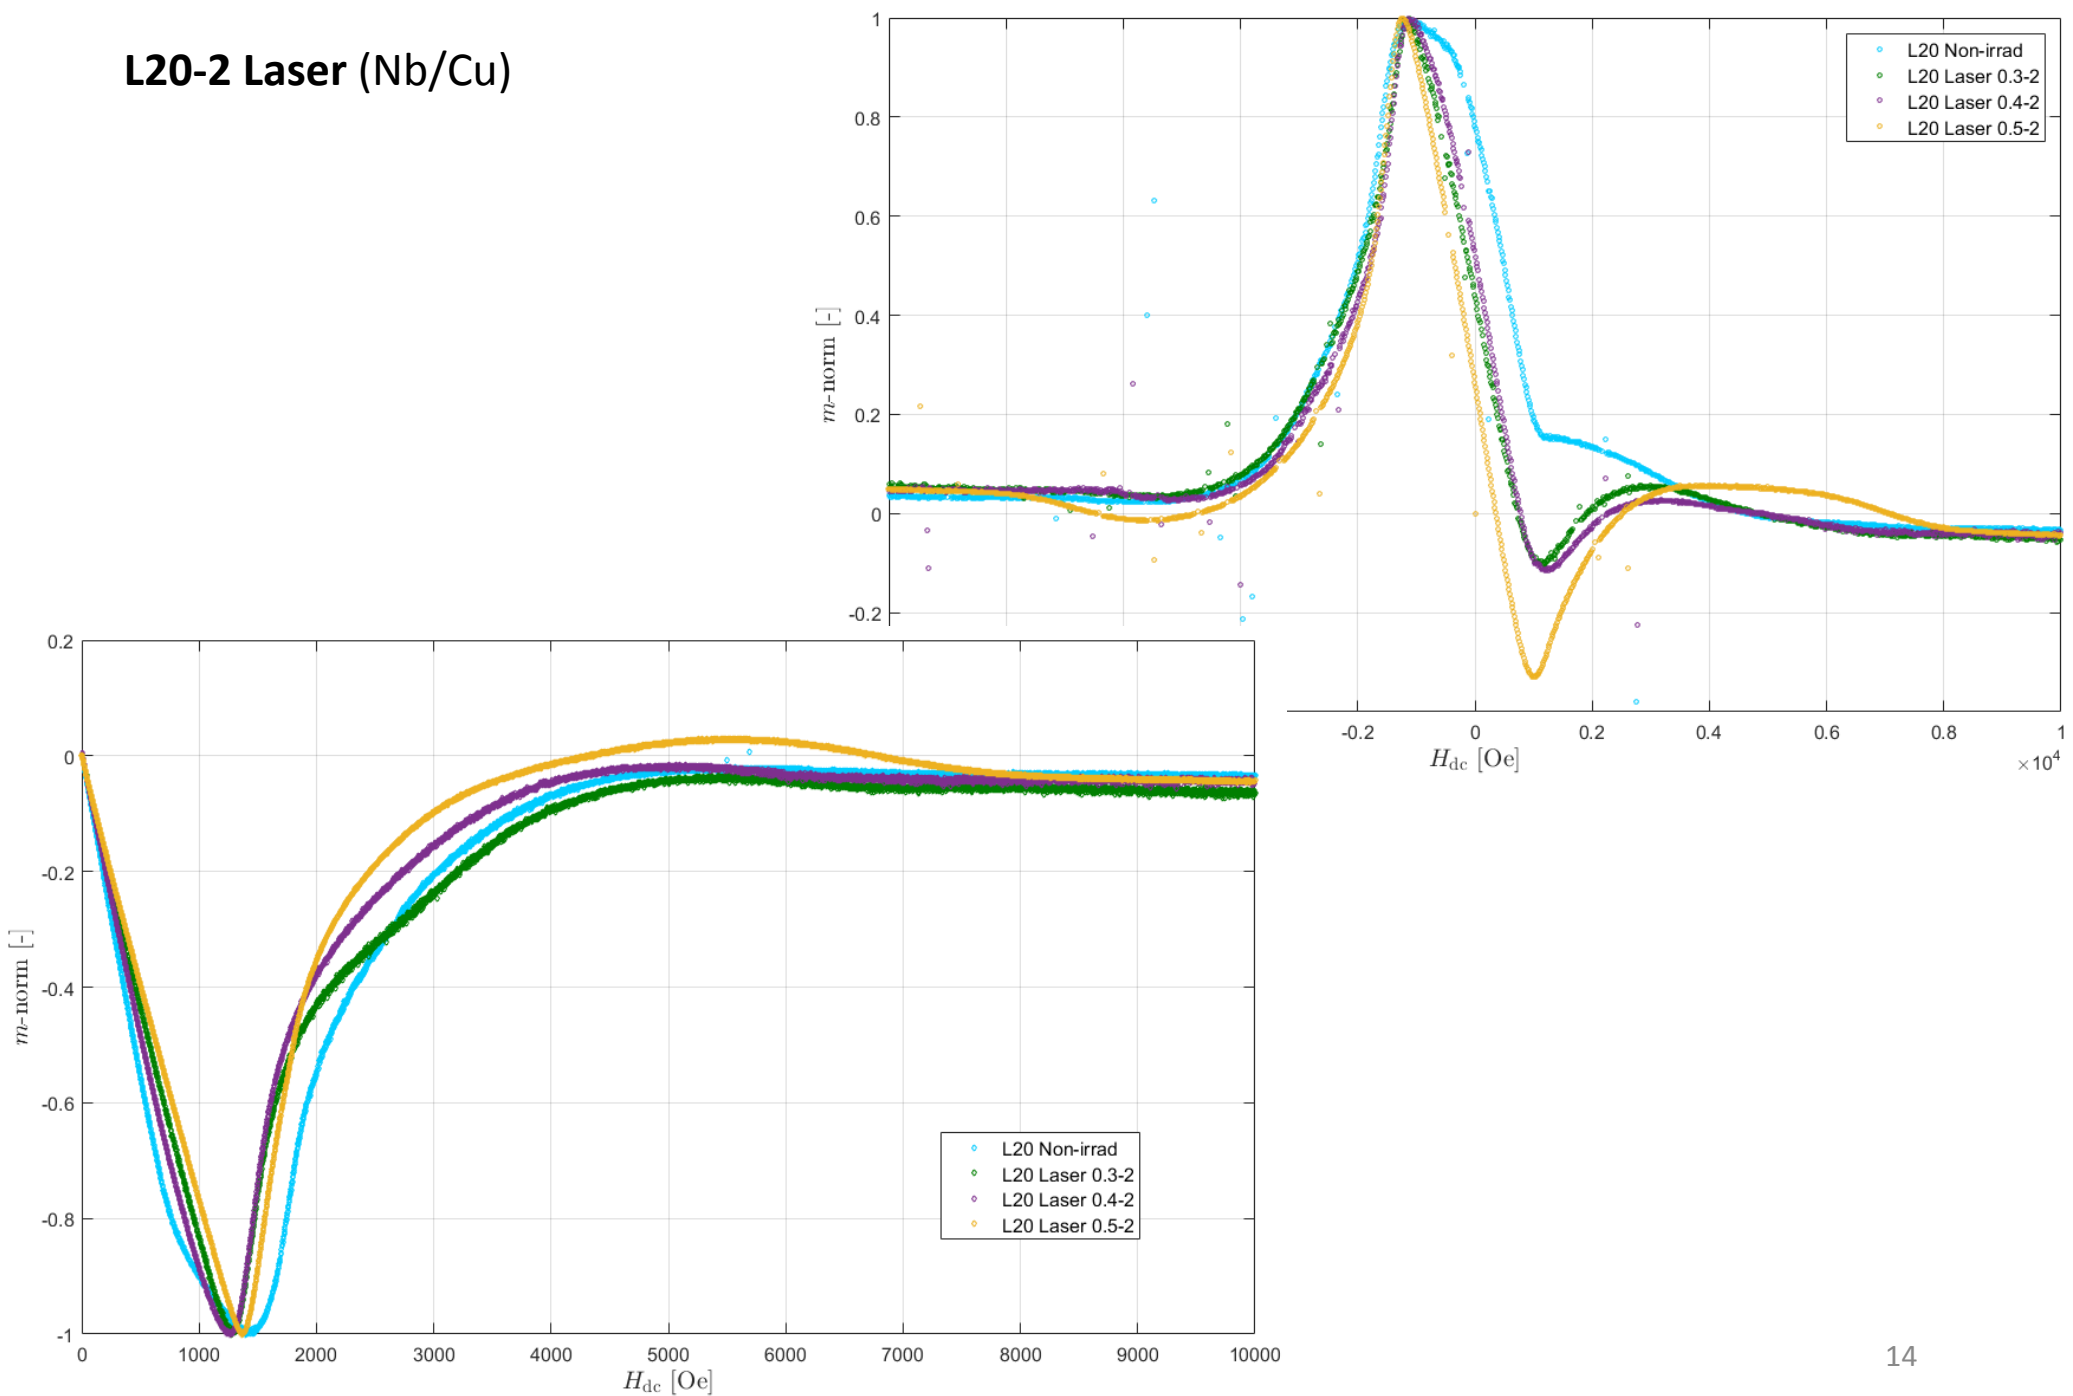 L20-2 Laser (Nb/Cu)
1
0.8
0.6
0.4
0.2
0
-0.2
m-norm [-]
L20 Non-irrad
L20 Laser 0.3-2
L20 Laser 0.4-2
L20 Laser 0.5-2
-0.2 0 0.2 0.4 0.6 0.8 1
H_dc [Oe]
×10^4
0.2
0
-0.2
-0.4
-0.6
-0.8
-1
m-norm [-]
L20 Non-irrad
L20 Laser 0.3-2
L20 Laser 0.4-2
L20 Laser 0.5-2
0 1000 2000 3000 4000 5000 6000 7000 8000 9000 10000
H_dc [Oe]
14